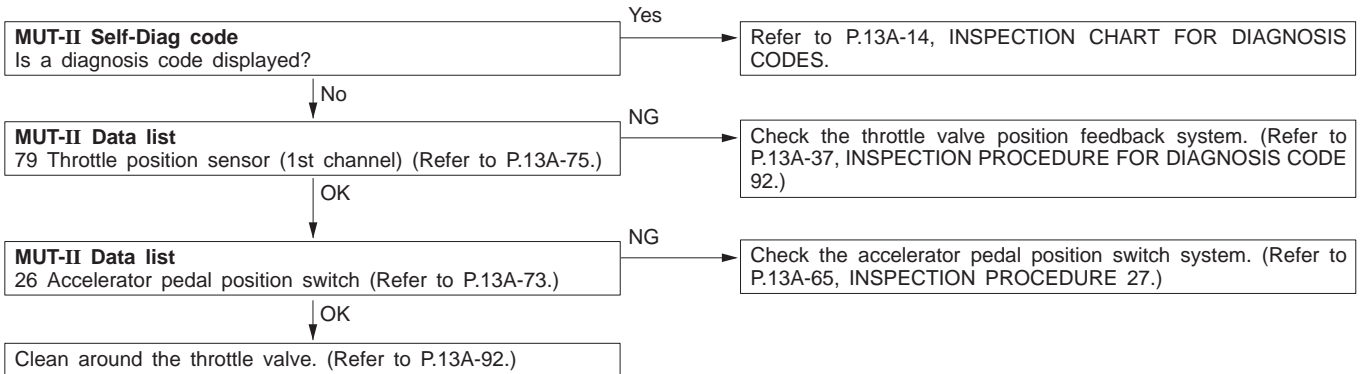 Yes
MUT-II Self-Diag code
Is a diagnosis code displayed?
Refer to P.13A-14, INSPECTION CHART FOR DIAGNOSIS
CODES.
No
NG
MUT-II Data list
79 Throttle position sensor (1st channel) (Refer to P.13A-75.)
Check the throttle valve position feedback system. (Refer to
P.13A-37, INSPECTION PROCEDURE FOR DIAGNOSIS CODE
92.)
OK
NG
MUT-II Data list
26 Accelerator pedal position switch (Refer to P.13A-73.)
Check the accelerator pedal position switch system. (Refer to
P.13A-65, INSPECTION PROCEDURE 27.)
OK
Clean around the throttle valve. (Refer to P.13A-92.)